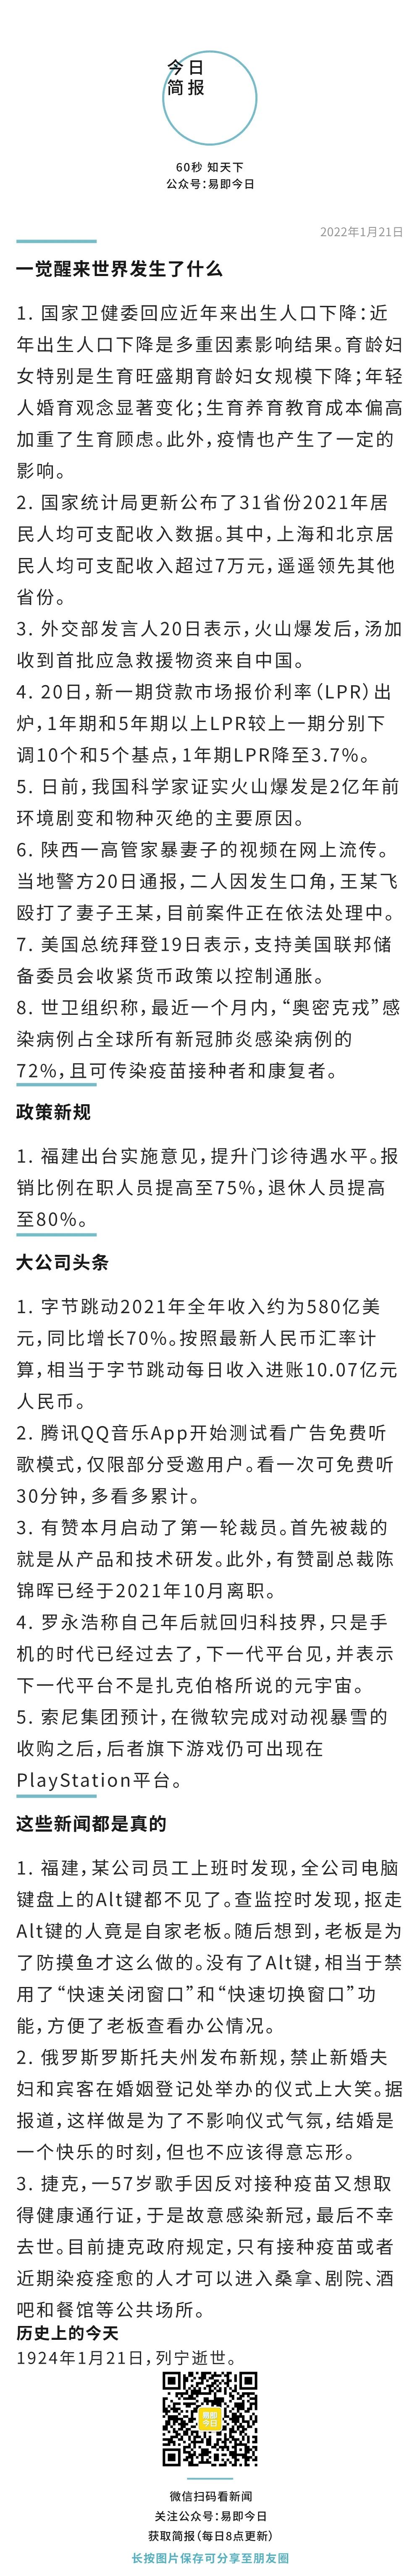 今日
简报
60秒 知天下
公众号：易即今日
2022年1月21日
一觉醒来世界发生了什么
1. 国家卫健委回应近年来出生人口下降：近
年出生人口下降是多重因素影响结果。育龄妇
女特别是生育旺盛期育龄妇女规模下降；年轻
人婚育观念显著变化；生育养育教育成本偏高
加重了生育顾虑。此外，疫情也产生了一定的
影响。
2. 国家统计局更新公布了31省份2021年居
民人均可支配收入数据。其中，上海和北京居
民人均可支配收入超过7万元，遥遥领先其他
省份。
3. 外交部发言人20日表示，火山爆发后，汤加
收到首批应急救援物资来自中国。
4. 20日，新一期贷款市场报价利率（LPR）出
炉，1年期和5年期以上LPR较上一期分别下
调10个和5个基点，1年期LPR降至3.7%。
5. 日前，我国科学家证实火山爆发是2亿年前
环境剧变和物种灭绝的主要原因。
6. 陕西一高管家暴妻子的视频在网上流传。
当地警方20日通报，二人因发生口角，王某飞
殴打了妻子王某，目前案件正在依法处理中。
7. 美国总统拜登19日表示，支持美国联邦储
备委员会收紧货币政策以控制通胀。
8. 世卫组织称，最近一个月内，“奥密克戎”感
染病例占全球所有新冠肺炎感染病例的
72%，且可传染疫苗接种者和康复者。
政策新规
1. 福建出台实施意见，提升门诊待遇水平。报
销比例在职人员提高至75%，退休人员提高
至80%。
大公司头条
1. 字节跳动2021年全年收入约为580亿美
元，同比增长70%。按照最新人民币汇率计
算，相当于字节跳动每日收入进账10.07亿元
人民币。
2. 腾讯QQ音乐App开始测试看广告免费听
歌模式，仅限部分受邀用户。看一次可免费听
30分钟，多看多累计。
3. 有赞本月启动了第一轮裁员。首先被裁的
就是从产品和技术研发。此外，有赞副总裁陈
锦晖已经于2021年10月离职。
4. 罗永浩称自己年后就回归科技界，只是手
机的时代已经过去了，下一代平台见，并表示
下一代平台不是扎克伯格所说的元宇宙。
5. 索尼集团预计，在微软完成对动视暴雪的
收购之后，后者旗下游戏仍可出现在
PlayStation平台。
这些新闻都是真的
1. 福建，某公司员工上班时发现，全公司电脑
键盘上的Alt键都不见了。查监控时发现，抠走
Alt键的人竟是自家老板。随后想到，老板是为
了防摸鱼才这么做的。没有了Alt键，相当于禁
用了“快速关闭窗口”和“快速切换窗口”功
能，方便了老板查看办公情况。
2. 俄罗斯罗斯托夫州发布新规，禁止新婚夫
妇和宾客在婚姻登记处举办的仪式上大笑。据
报道，这样做是为了不影响仪式气氛，结婚是
一个快乐的时刻，但也不应该得意忘形。
3. 捷克，一57岁歌手因反对接种疫苗又想取
得健康通行证，于是故意感染新冠，最后不幸
去世。目前捷克政府规定，只有接种疫苗或者
近期染疫痊愈的人才可以进入桑拿、剧院、酒
吧和餐馆等公共场所。
历史上的今天
1924年1月21日，列宁逝世。
易即
今日
微信扫码看新闻
关注公众号：易即今日
获取简报（每日8点更新）
长按图片保存可分享至朋友圈